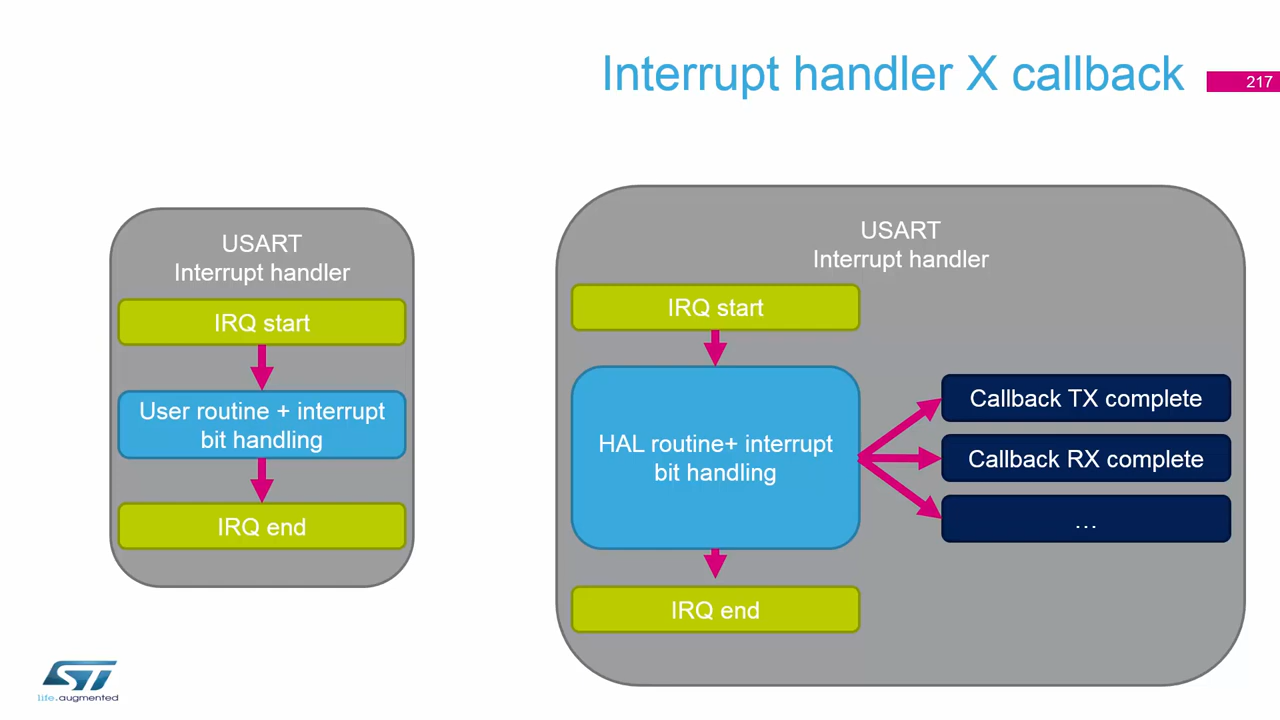 Interrupt handler X callback
217
USART
Interrupt handler
IRQ start
User routine + interrupt
bit handling
IRQ end
USART
Interrupt handler
IRQ start
HAL routine+ interrupt
bit handling
IRQ end
Callback TX complete
Callback RX complete
...
ST
life.augmented